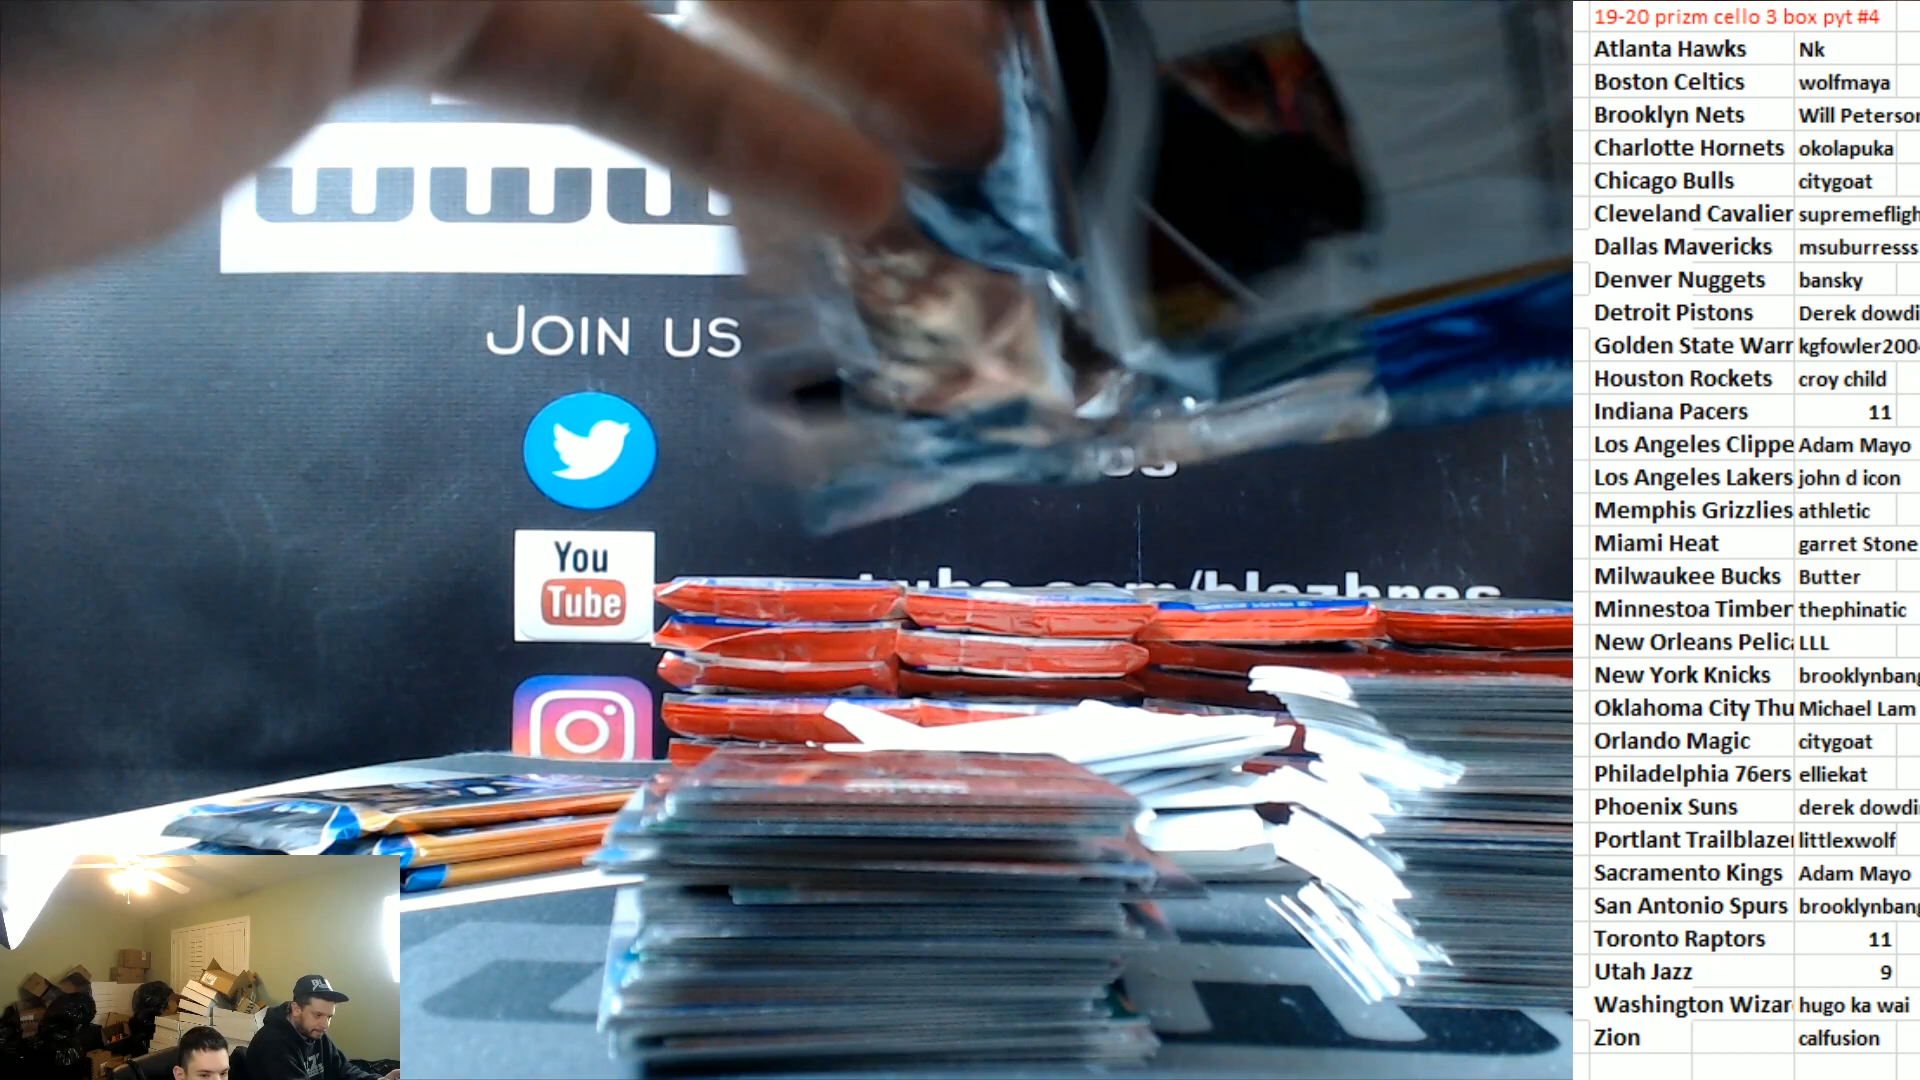 19-20 prizm cello 3 box pyt #4
Atlanta Hawks Nk
Boston Celtics wolfmaya
Brooklyn Nets Will Peterson
Charlotte Hornets okolapuka
Chicago Bulls citygoat
Cleveland Cavalier supremefligh
Dallas Mavericks msuburresss
Denver Nuggets bansky
Detroit Pistons Derek dowdi
Golden State Warr kgfowler200
Houston Rockets croy child
Indiana Pacers 11
Los Angeles Clippe Adam Mayo
Los Angeles Lakers john d icon
Memphis Grizzlies athletic
Miami Heat garret Stone
Milwaukee Bucks Butter
Minnestoa Timber thephinatic
New Orleans Pelic LLL
New York Knicks brooklynbang
Oklahoma City Thu Michael Lam
Orlando Magic citygoat
Philadelphia 76ers elliekat
Phoenix Suns derek dowdi
Portlant Trailblazer littlexwolf
Sacramento Kings Adam Mayo
San Antonio Spurs brooklynbang
Toronto Raptors 11
Utah Jazz 9
Washington Wizar hugo ka wai
Zion calfusion
JOIN US
You
Tube